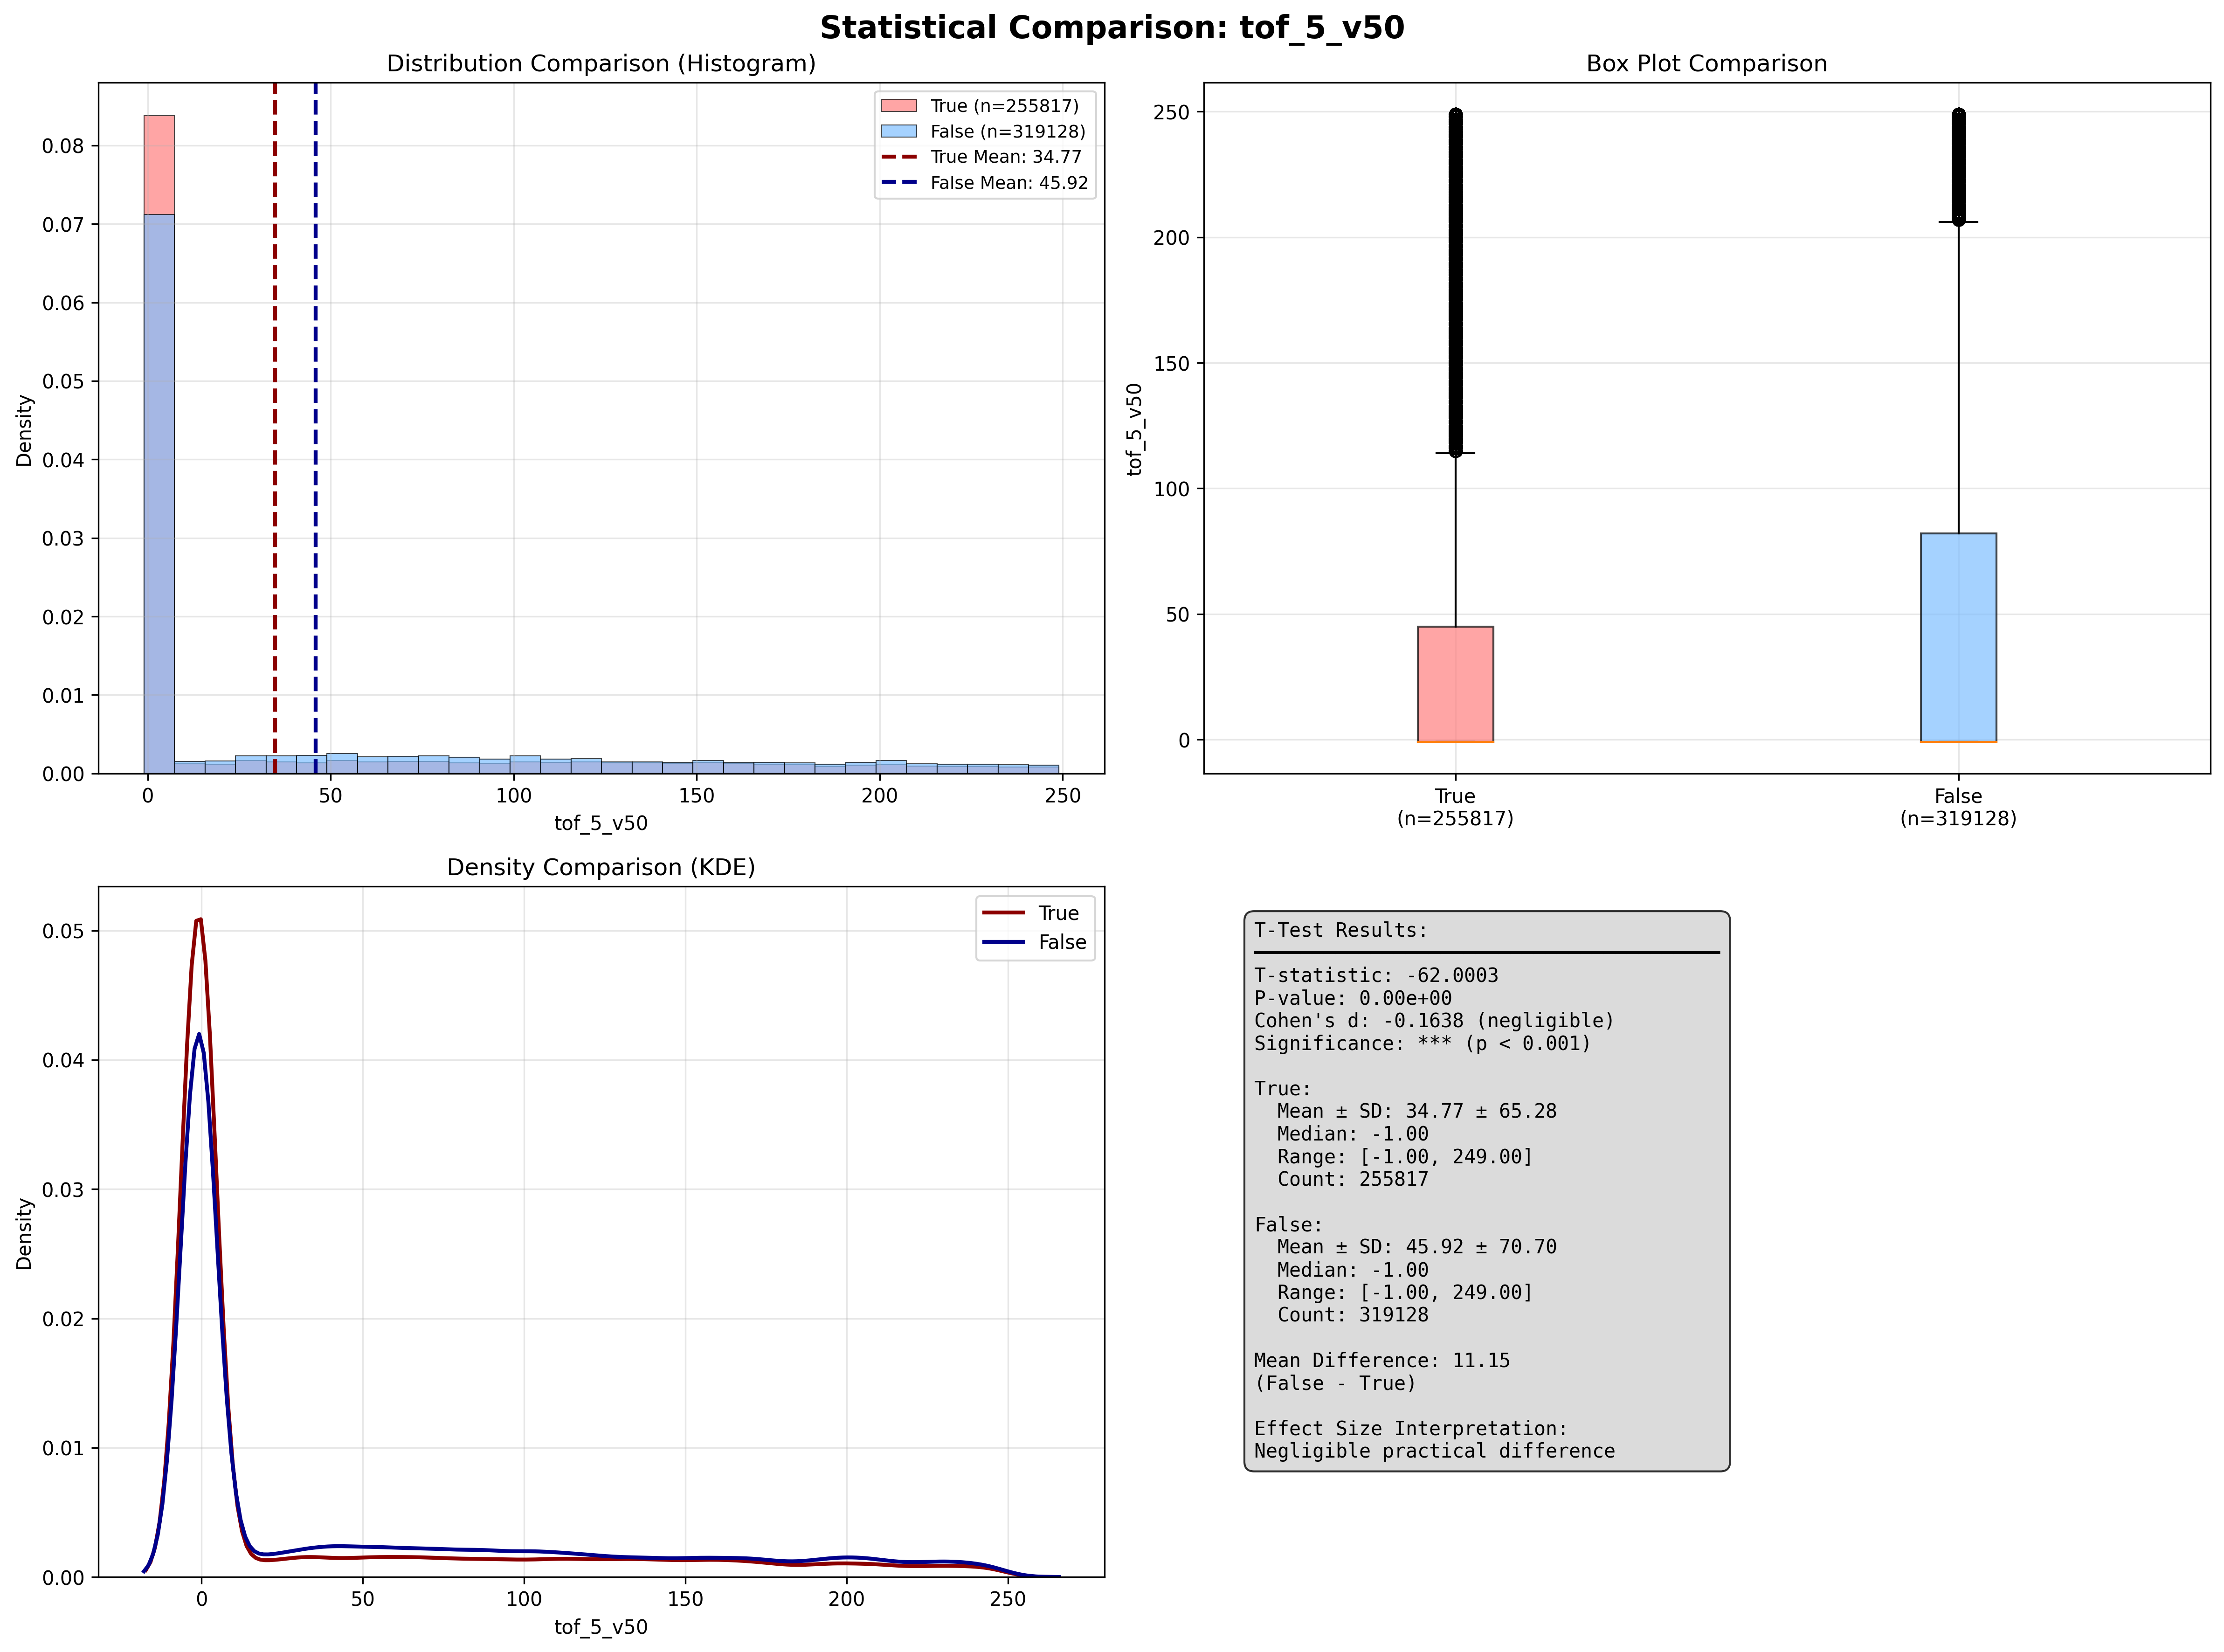 Statistical Comparison: tof_5_v50
Distribution Comparison (Histogram)
Density
0.08
0.07
0.06
0.05
0.04
0.03
0.02
0.01
0.00
0 50 100 150 200 250
tof_5_v50
True (n=255817)
False (n=319128)
True Mean: 34.77
False Mean: 45.92
Box Plot Comparison
tof_5_v50
250
200
150
100
50
0
True
(n=255817)
False
(n=319128)
Density Comparison (KDE)
Density
0.05
0.04
0.03
0.02
0.01
0.00
0 50 100 150 200 250
tof_5_v50
True
False
T-Test Results:
T-statistic: -62.0003
P-value: 0.00e+00
Cohen's d: -0.1638 (negligible)
Significance: *** (p < 0.001)
True:
Mean ± SD: 34.77 ± 65.28
Median: -1.00
Range: [-1.00, 249.00]
Count: 255817
False:
Mean ± SD: 45.92 ± 70.70
Median: -1.00
Range: [-1.00, 249.00]
Count: 319128
Mean Difference: 11.15
(False - True)
Effect Size Interpretation:
Negligible practical difference